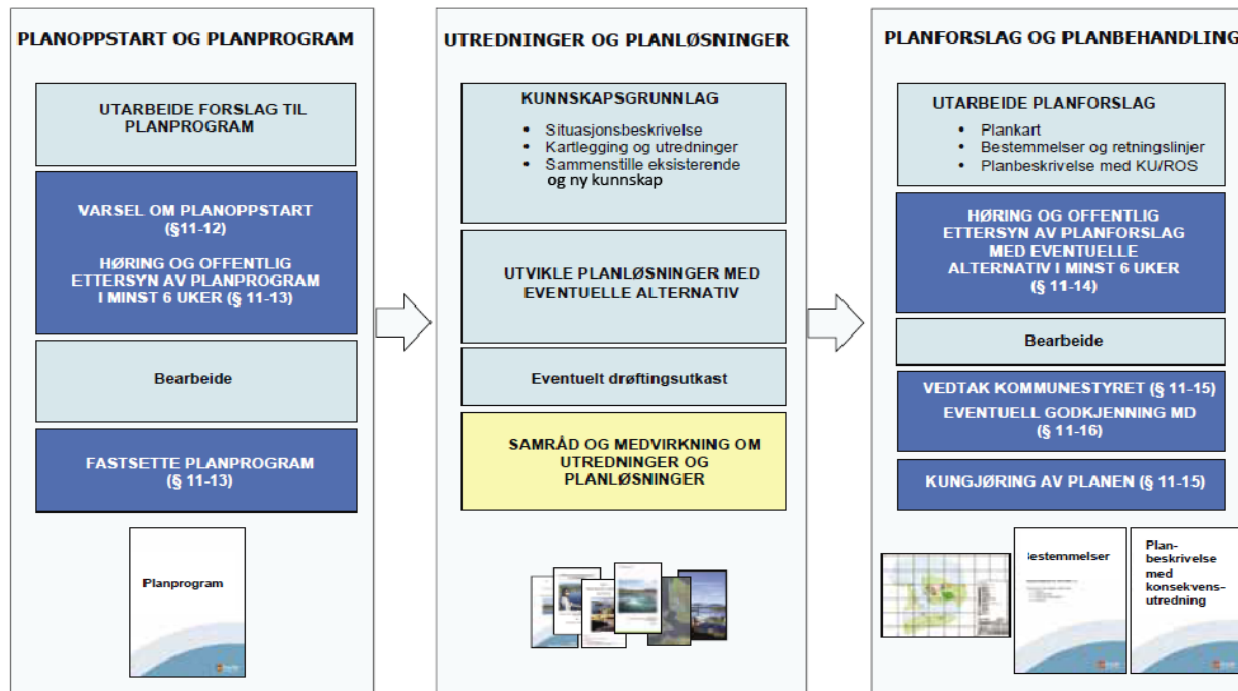 PLANOPPSTART OG PLANPROGRAM
UTARBEIDE FORSLAG TIL
PLANPROGRAM
VARSEL OM PLANOPPSTART
(§11-12)
HØRING OG OFFENTLIG
ETTERSYN AV PLANPROGRAM
I MINST 6 UKER (§ 11-13)
Bearbeide
FASTSETTE PLANPROGRAM
(§ 11-13)
Planprogram
UTREDNINGER OG PLANLØSNINGER
KUNNSKAPSGRUNNLAG
• Situasjonsbeskrivelse
• Kartlegging og utredninger
• Sammenstille eksisterende
og ny kunnskap
UTVIKLE PLANLØSNINGER MED
EVENTUELLE ALTERNATIV
Eventuelt drøftingsutkast
SAMRÅD OG MEDVIRKNING OM
UTREDNINGER OG
PLANLØSNINGER
PLANFORSLAG OG PLANBEHANDLING
UTARBEIDE PLANFORSLAG
• Plankart
• Bestemmelser og retningslinjer
• Planbeskrivelse med KU/ROS
HØRING OG OFFENTLIG
ETTERSYN AV PLANFORSLAG
MED EVENTUELLE
ALTERNATIV I MINST 6 UKER
(§ 11-14)
Bearbeide
VEDTAK KOMMUNESTYRET (§ 11-15)
EVENTUELL GODKJENNING MD
(§ 11-16)
KUNGJØRING AV PLANEN (§ 11-15)
Bestemmelser
Plan-
beskrivelse
med
konsekvens-
utredning